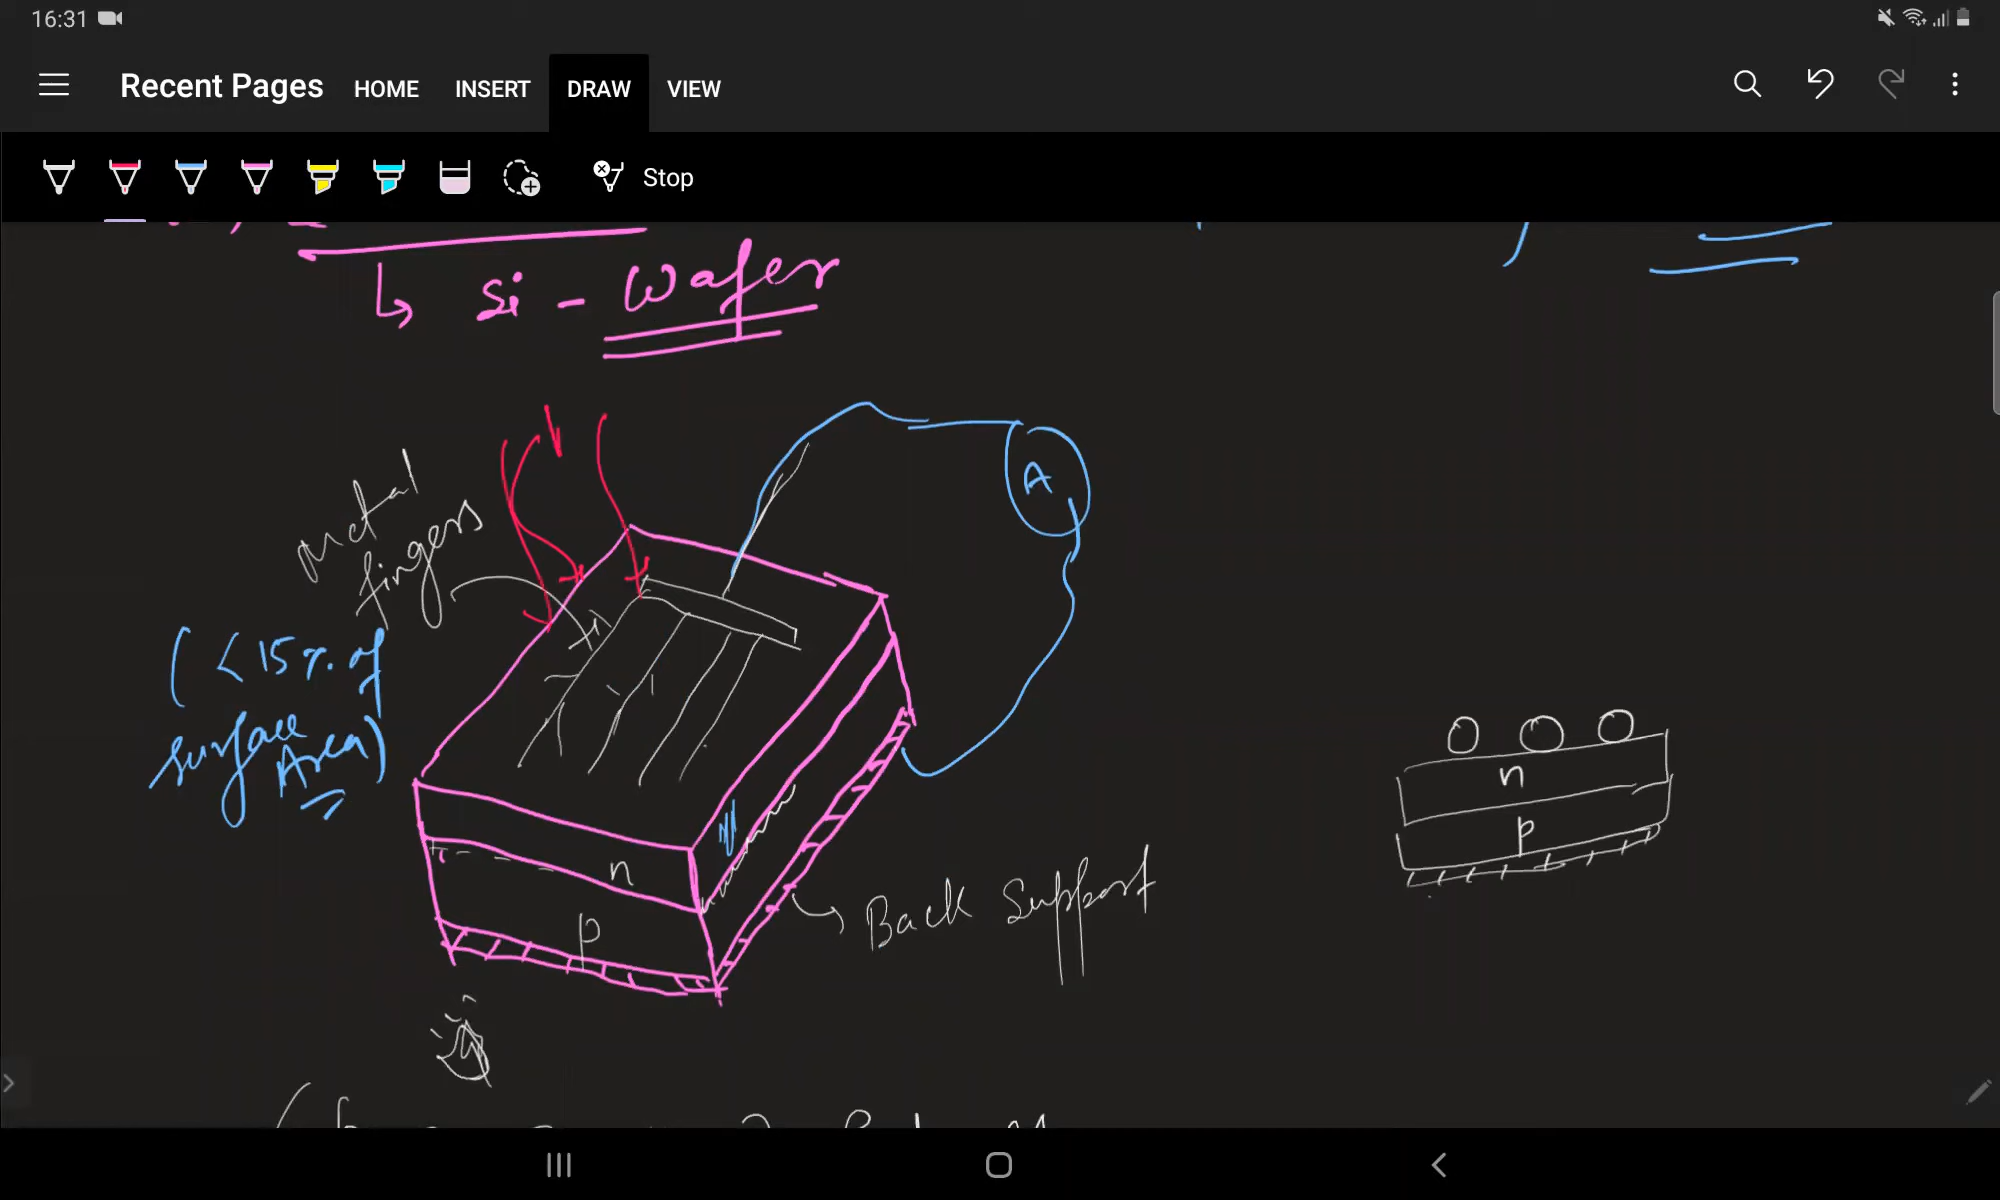 16:31
Recent Pages HOME INSERT DRAW VIEW
Stop
↳ Si - Wafer
A
Metal
fingers
( < 15 %. of
surface
Area)
n
p
n
p
Back Support